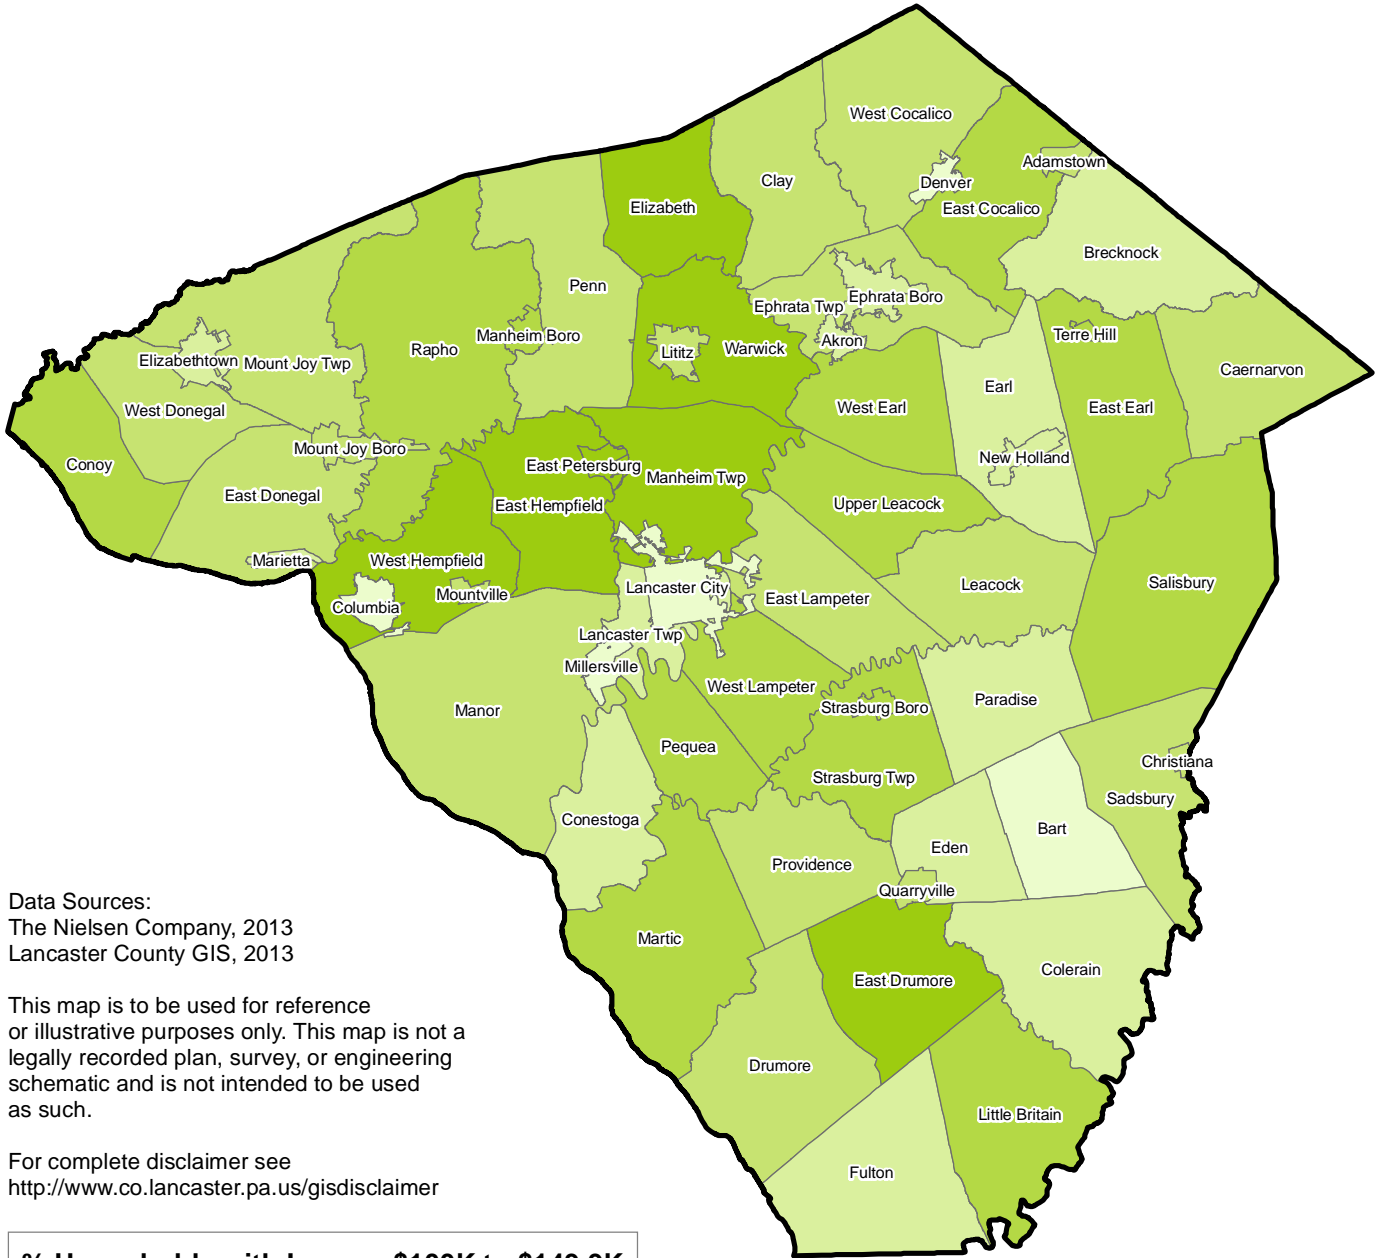 West Cocalico
Adamstown
Clay
Denver
Elizabeth
East Cocalico
Brecknock
Penn
Ephrata Twp
Ephrata Boro
Manheim Boro
Terre Hill
Akron
Rapho
Lititz
Warwick
Elizabethtown
Mount Joy Twp
Caernarvon
Earl
West Donegal
West Earl
East Earl
Mount Joy Boro
New Holland
Conoy
East Petersburg
Manheim Twp
East Donegal
East Hempfield
Upper Leacock
Marietta
West Hempfield
Salisbury
Leacock
Lancaster City
Mountville
East Lampeter
Columbia
Lancaster Twp
Millersville
West Lampeter
Paradise
Manor
Strasburg Boro
Pequea
Christiana
Strasburg Twp
Sadsbury
Conestoga
Bart
Eden
Providence
Quarryville
Martic
Colerain
East Drumore
Drumore
Little Britain
Fulton
Data Sources:
The Nielsen Company, 2013
Lancaster County GIS, 2013
This map is to be used for reference
or illustrative purposes only. This map is not a
legally recorded plan, survey, or engineering
schematic and is not intended to be used
as such.
For complete disclaimer see
http://www.co.lancaster.pa.us/gisdisclaimer